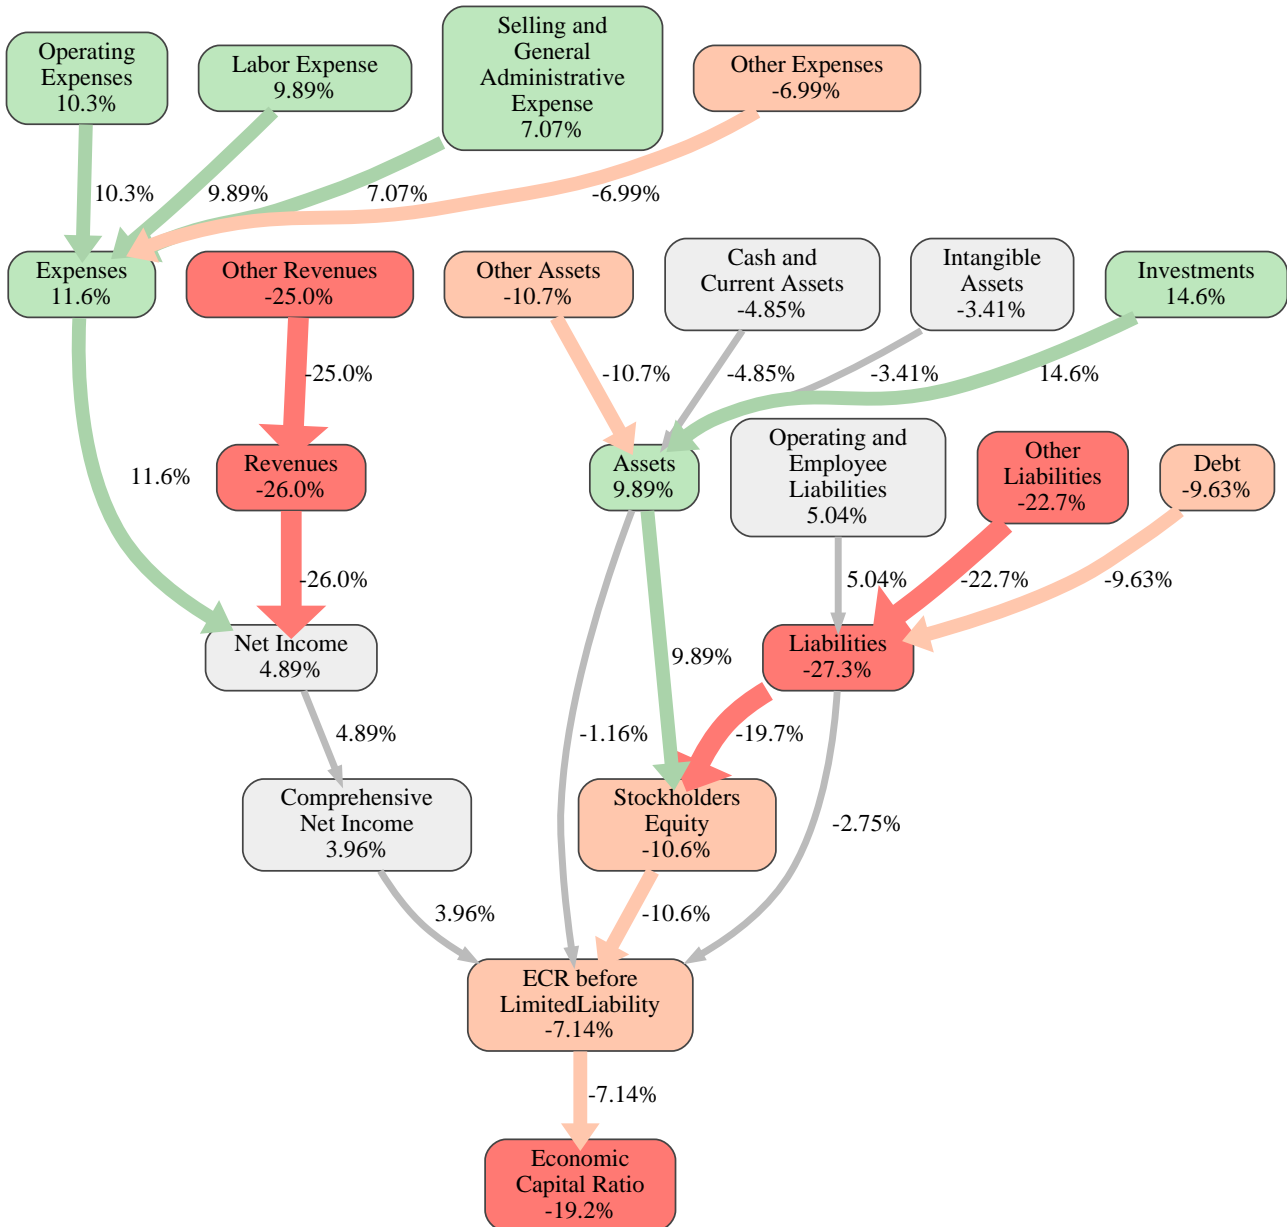 Operating
Expenses
10.3%
Labor Expense
9.89%
Selling and
General
Administrative
Expense
7.07%
Other Expenses
-6.99%
10.3%
9.89%
7.07%
-6.99%
Expenses
11.6%
Other Revenues
-25.0%
Other Assets
-10.7%
Cash and
Current Assets
-4.85%
Intangible
Assets
-3.41%
Investments
14.6%
-25.0%
-10.7%
-4.85%
-3.41%
14.6%
11.6%
Revenues
-26.0%
Assets
9.89%
Operating and
Employee
Liabilities
5.04%
Other
Liabilities
-22.7%
Debt
-9.63%
-26.0%
5.04%
-22.7%
-9.63%
Net Income
4.89%
9.89%
Liabilities
-27.3%
4.89%
-1.16%
-19.7%
Comprehensive
Net Income
3.96%
Stockholders
Equity
-10.6%
-2.75%
3.96%
-10.6%
ECR before
LimitedLiability
-7.14%
-7.14%
Economic
Capital Ratio
-19.2%